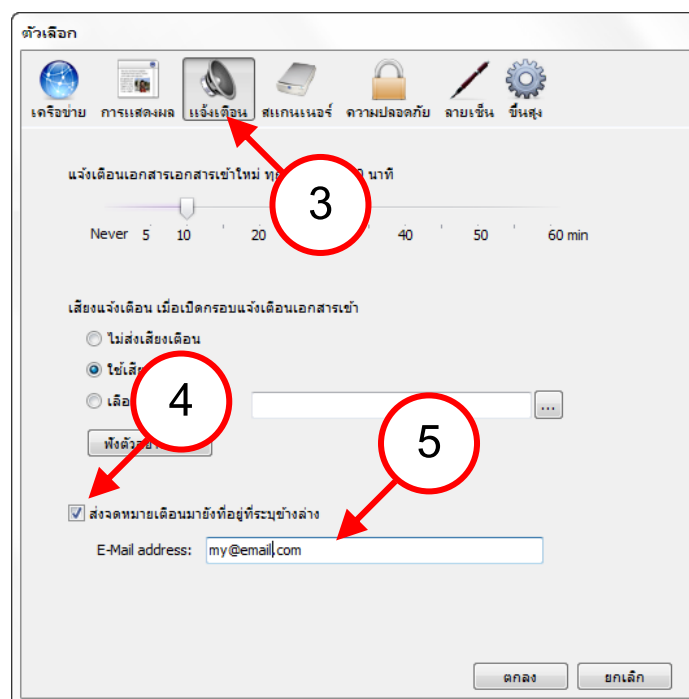 ตัวเลือก
เครือข่าย การแสดงผล แจ้งเตือน สแกนเนอร์ ความปลอดภัย ลายเซ็น ขั้นสูง
3
แจ้งเตือนเอกสารเอกสารเข้าใหม่ นาที
Never 5 10 20 40 50 60 min
เสียงแจ้งเตือน เมื่อเปิดกรอบแจ้งเตือนเอกสารเข้า
ไม่ส่งเสียงเตือน
4
...
5
ส่งจดหมายเตือนมายังที่อยู่ที่ระบุข้างล่าง
E-Mail address: my@email.com
ตกลง ยกเลิก